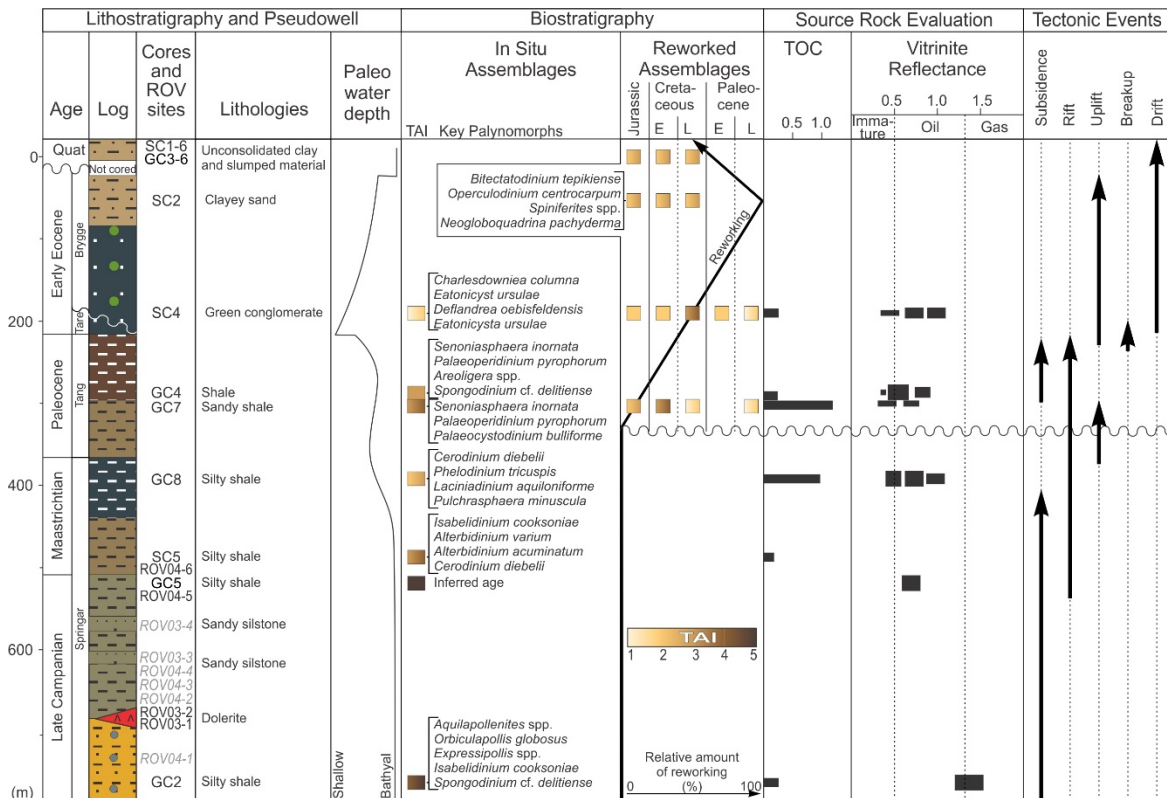 Lithostratigraphy and Pseudowell
Biostratigraphy
Source Rock Evaluation
Tectonic Events
Age
Log
Cores
and
ROV
sites
Lithologies
Paleo
water
depth
In Situ
Assemblages
TAI Key Palynomorphs
Reworked
Assemblages
Jurassic
Creta-
ceous
E L
Paleo-
cene
E L
TOC
0.5 1.0
Vitrinite
Reflectance
0.5 1.0 1.5
Imma-
ture
Oil
Gas
Subsidence
Rift
Uplift
Breakup
Drift
0
200
400
600
(m)
Quat
Early Eocene
Paleocene
Maastrichtian
Late Campanian
Brygge
Tare
Tang
Springar
Not cored
SC1-6
GC3-6
Unconsolidated clay
and slumped material
SC2
Clayey sand
SC4
Green conglomerate
GC4
Shale
GC7
Sandy shale
GC8
Silty shale
SC5
Silty shale
ROV04-6
GC5
Silty shale
ROV04-5
ROV03-4
Sandy silstone
ROV03-3
Sandy silstone
ROV04-4
ROV04-3
ROV04-2
ROV03-2
Dolerite
ROV03-1
ROV04-1
GC2
Silty shale
Shallow
Bathyal
Bitectatodinium tepikiense
Operculodinium centrocarpum
Spiniferites spp.
Neogloboquadrina pachyderma
Charlesdowniea columna
Eatonicyst ursulae
Deflandrea oebisfeldensis
Eatonicysta ursulae
Senoniasphaera inornata
Palaeoperidinium pyrophorum
Areoligera spp.
Spongodinium cf. delitiense
Senoniasphaera inornata
Palaeoperidinium pyrophorum
Palaeocystodinium bulliforme
Cerodinium diebelii
Phelodinium tricuspis
Laciniadinium aquiloniforme
Pulchrasphaera minuscula
Isabelidinium cooksoniae
Alterbidinium varium
Alterbidinium acuminatum
Cerodinium diebelii
Inferred age
Aquilapollenites spp.
Orbiculapollis globosus
Expressipollis spp.
Isabelidinium cooksoniae
Spongodinium cf. delitiense
Reworking
TAI
1 2 3 4 5
Relative amount
of reworking
0 (%) 100